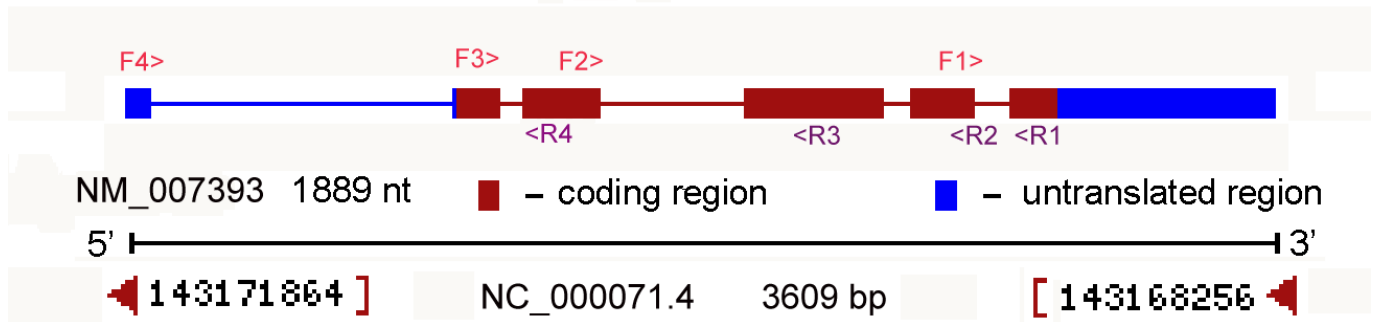 F4> F3> F2> F1>
<R4 <R3 <R2 <R1
NM_007393 1889 nt – coding region – untranslated region
5’ 3’
143171864 ] NC_000071.4 3609 bp [ 143168256